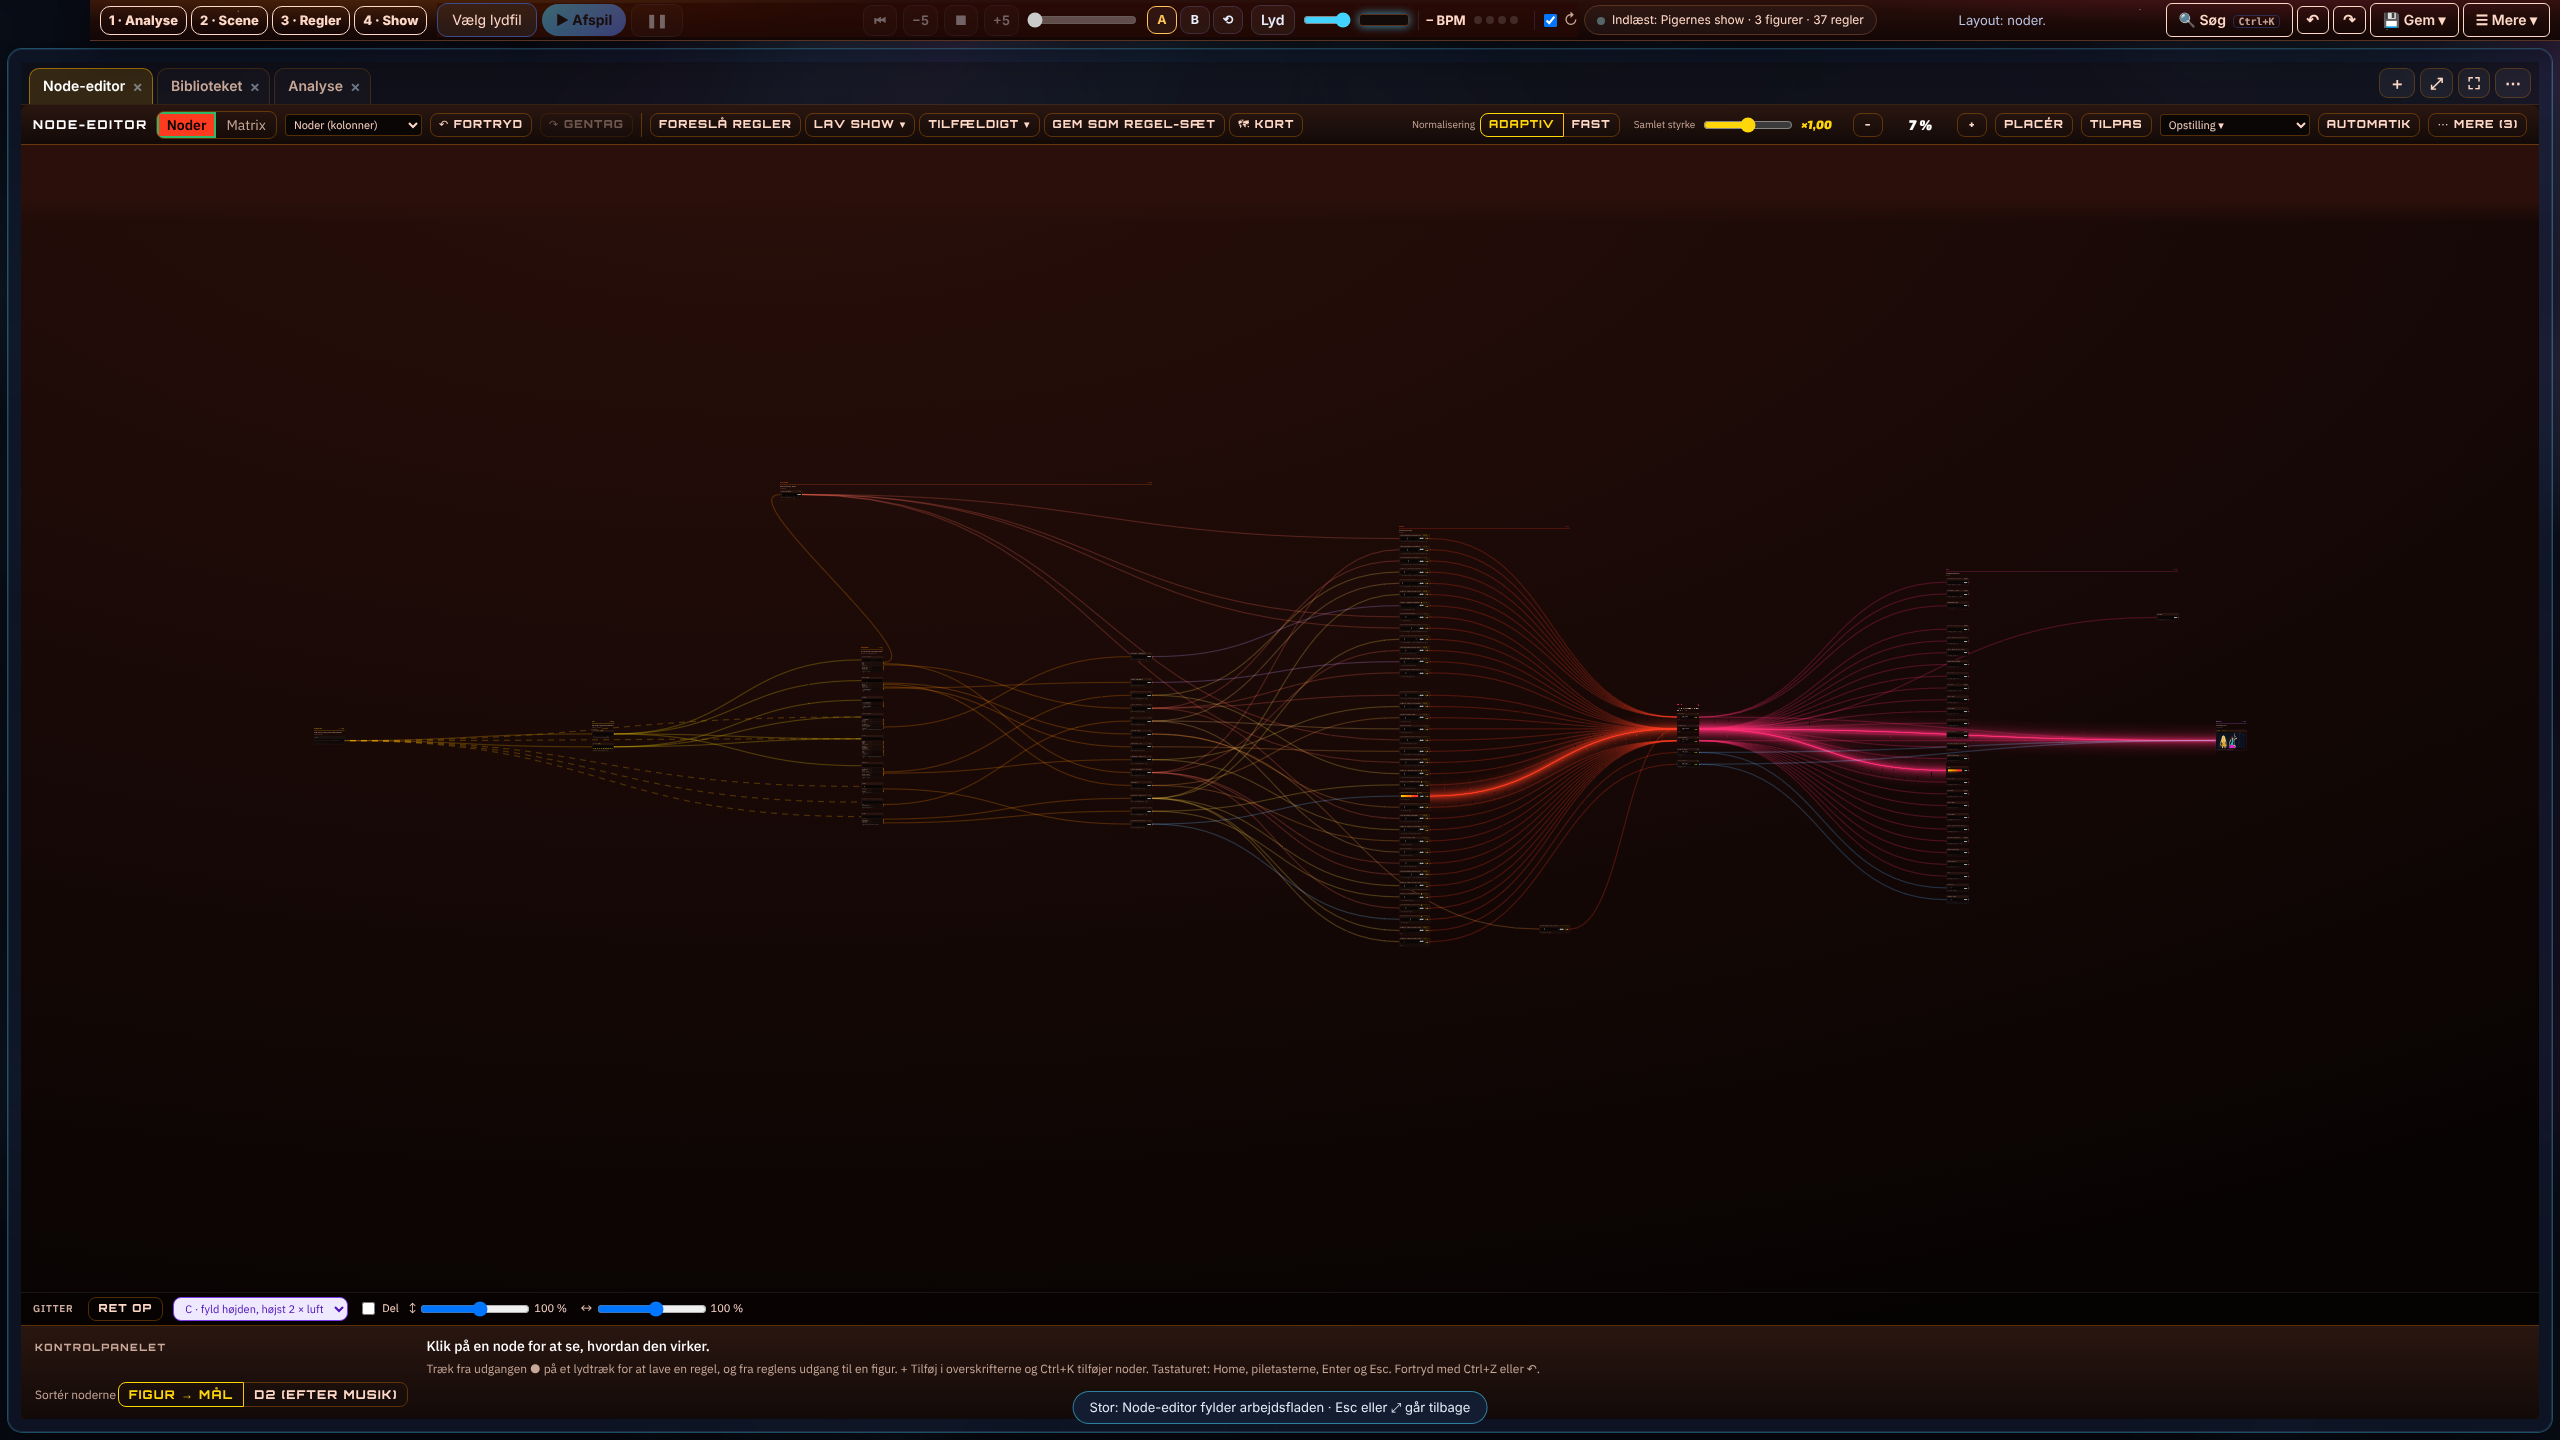 1 · Analyse 2 · Scene 3 · Regler 4 · Show Vælg lydfil ▶ Afspil ❚❚ ⏮ −5 ■ +5 A B ⟲ Lyd – BPM ↻ Indlæst: Pigernes show · 3 figurer · 37 regler Layout: noder. 🔍 Søg Ctrl+K ↶ ↷ 💾 Gem ▾ ☰ Mere ▾
Node-editor × Biblioteket × Analyse × + ⤢ ⛶ ⋯
NODE-EDITOR Noder Matrix Noder (kolonner) ↶ FORTRYD ↷ GENTAG FORESLÅ REGLER LAV SHOW ▾ TILFÆLDIGT ▾ GEM SOM REGEL-SÆT 🗺 KORT Normalisering ADAPTIV FAST Samlet styrke ×1,00 − 7 % + PLACÉR TILPAS Opstilling ▾ AUTOMATIK ⋯ MERE (3)
GITTER RET OP C · fyld højden, højst 2 × luft Del ↕ 100 % ↔ 100 %
KONTROLPANELET
Klik på en node for at se, hvordan den virker.
Træk fra udgangen ● på et lydtræk for at lave en regel, og fra reglens udgang til en figur. + Tilføj i overskrifterne og Ctrl+K tilføjer noder. Tastaturet: Home, piletasterne, Enter og Esc. Fortryd med Ctrl+Z eller ↶.
Sortér noderne FIGUR → MÅL D2 (EFTER MUSIK)
Stor: Node-editor fylder arbejdsfladen · Esc eller ⤢ går tilbage